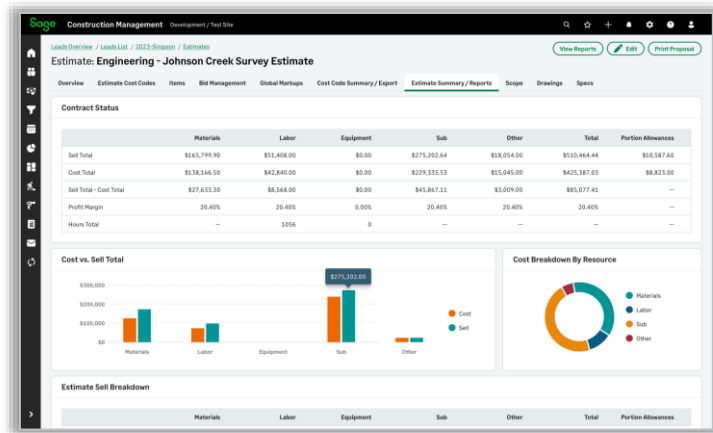 Sage Construction Management Development / Test Site
Leads Overview / Leads List / 2023-Simpson / Estimates
View Reports Edit Print Proposal
Estimate: Engineering - Johnson Creek Survey Estimate
Overview Estimate Cost Codes Items Bid Management Global Markups Cost Code Summary / Export Estimate Summary / Reports Scope Drawings Specs
Contract Status
Materials Labor Equipment Sub Other Total Portion Allowances
Sell Total $165,799.90 $51,408.00 $0.00 $275,202.64 $18,054.00 $510,464.44 $10,587.60
Cost Total $138,166.50 $42,840.00 $0.00 $229,335.53 $15,045.00 $425,387.03 $8,823.00
Sell Total - Cost Total $27,633.30 $8,568.00 $0.00 $45,867.11 $3,009.00 $85,077.41 —
Profit Margin 20.40% 20.40% 0.00% 20.40% 20.40% 20.40% —
Hours Total — 1056 0 — — — —
Cost vs. Sell Total
$275,202.00
$300,000
$200,000
$100,000
$0
Materials Labor Equipment Sub Other
Cost
Sell
Cost Breakdown By Resource
Materials
Labor
Sub
Other
Estimate Sell Breakdown
Materials Labor Equipment Sub Other Total Portion Allowances